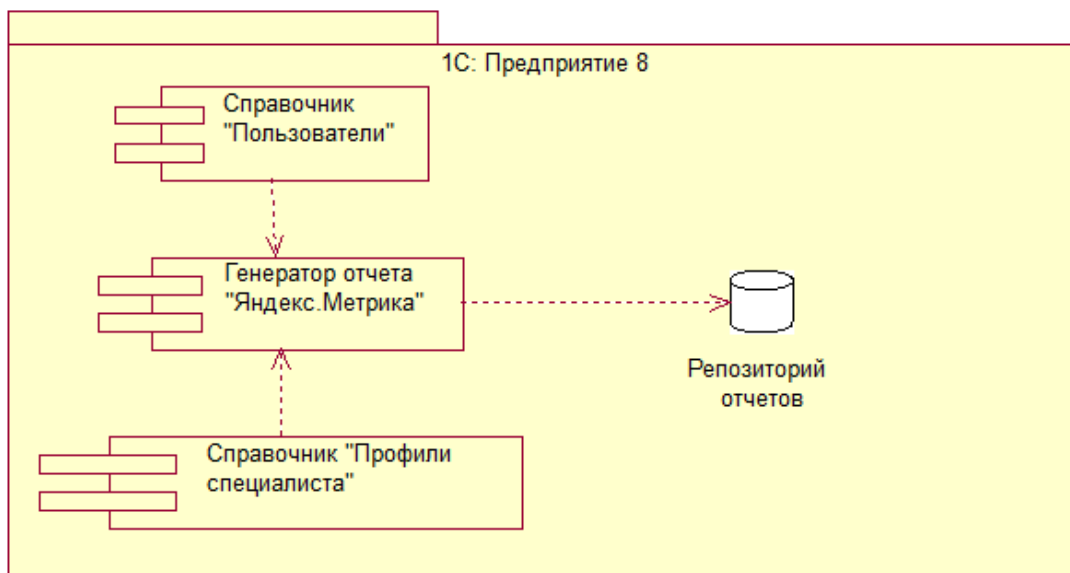 1С: Предприятие 8
Справочник
"Пользователи"
Генератор отчета
"Яндекс.Метрика"
Репозиторий
отчетов
Справочник "Профили
специалиста"